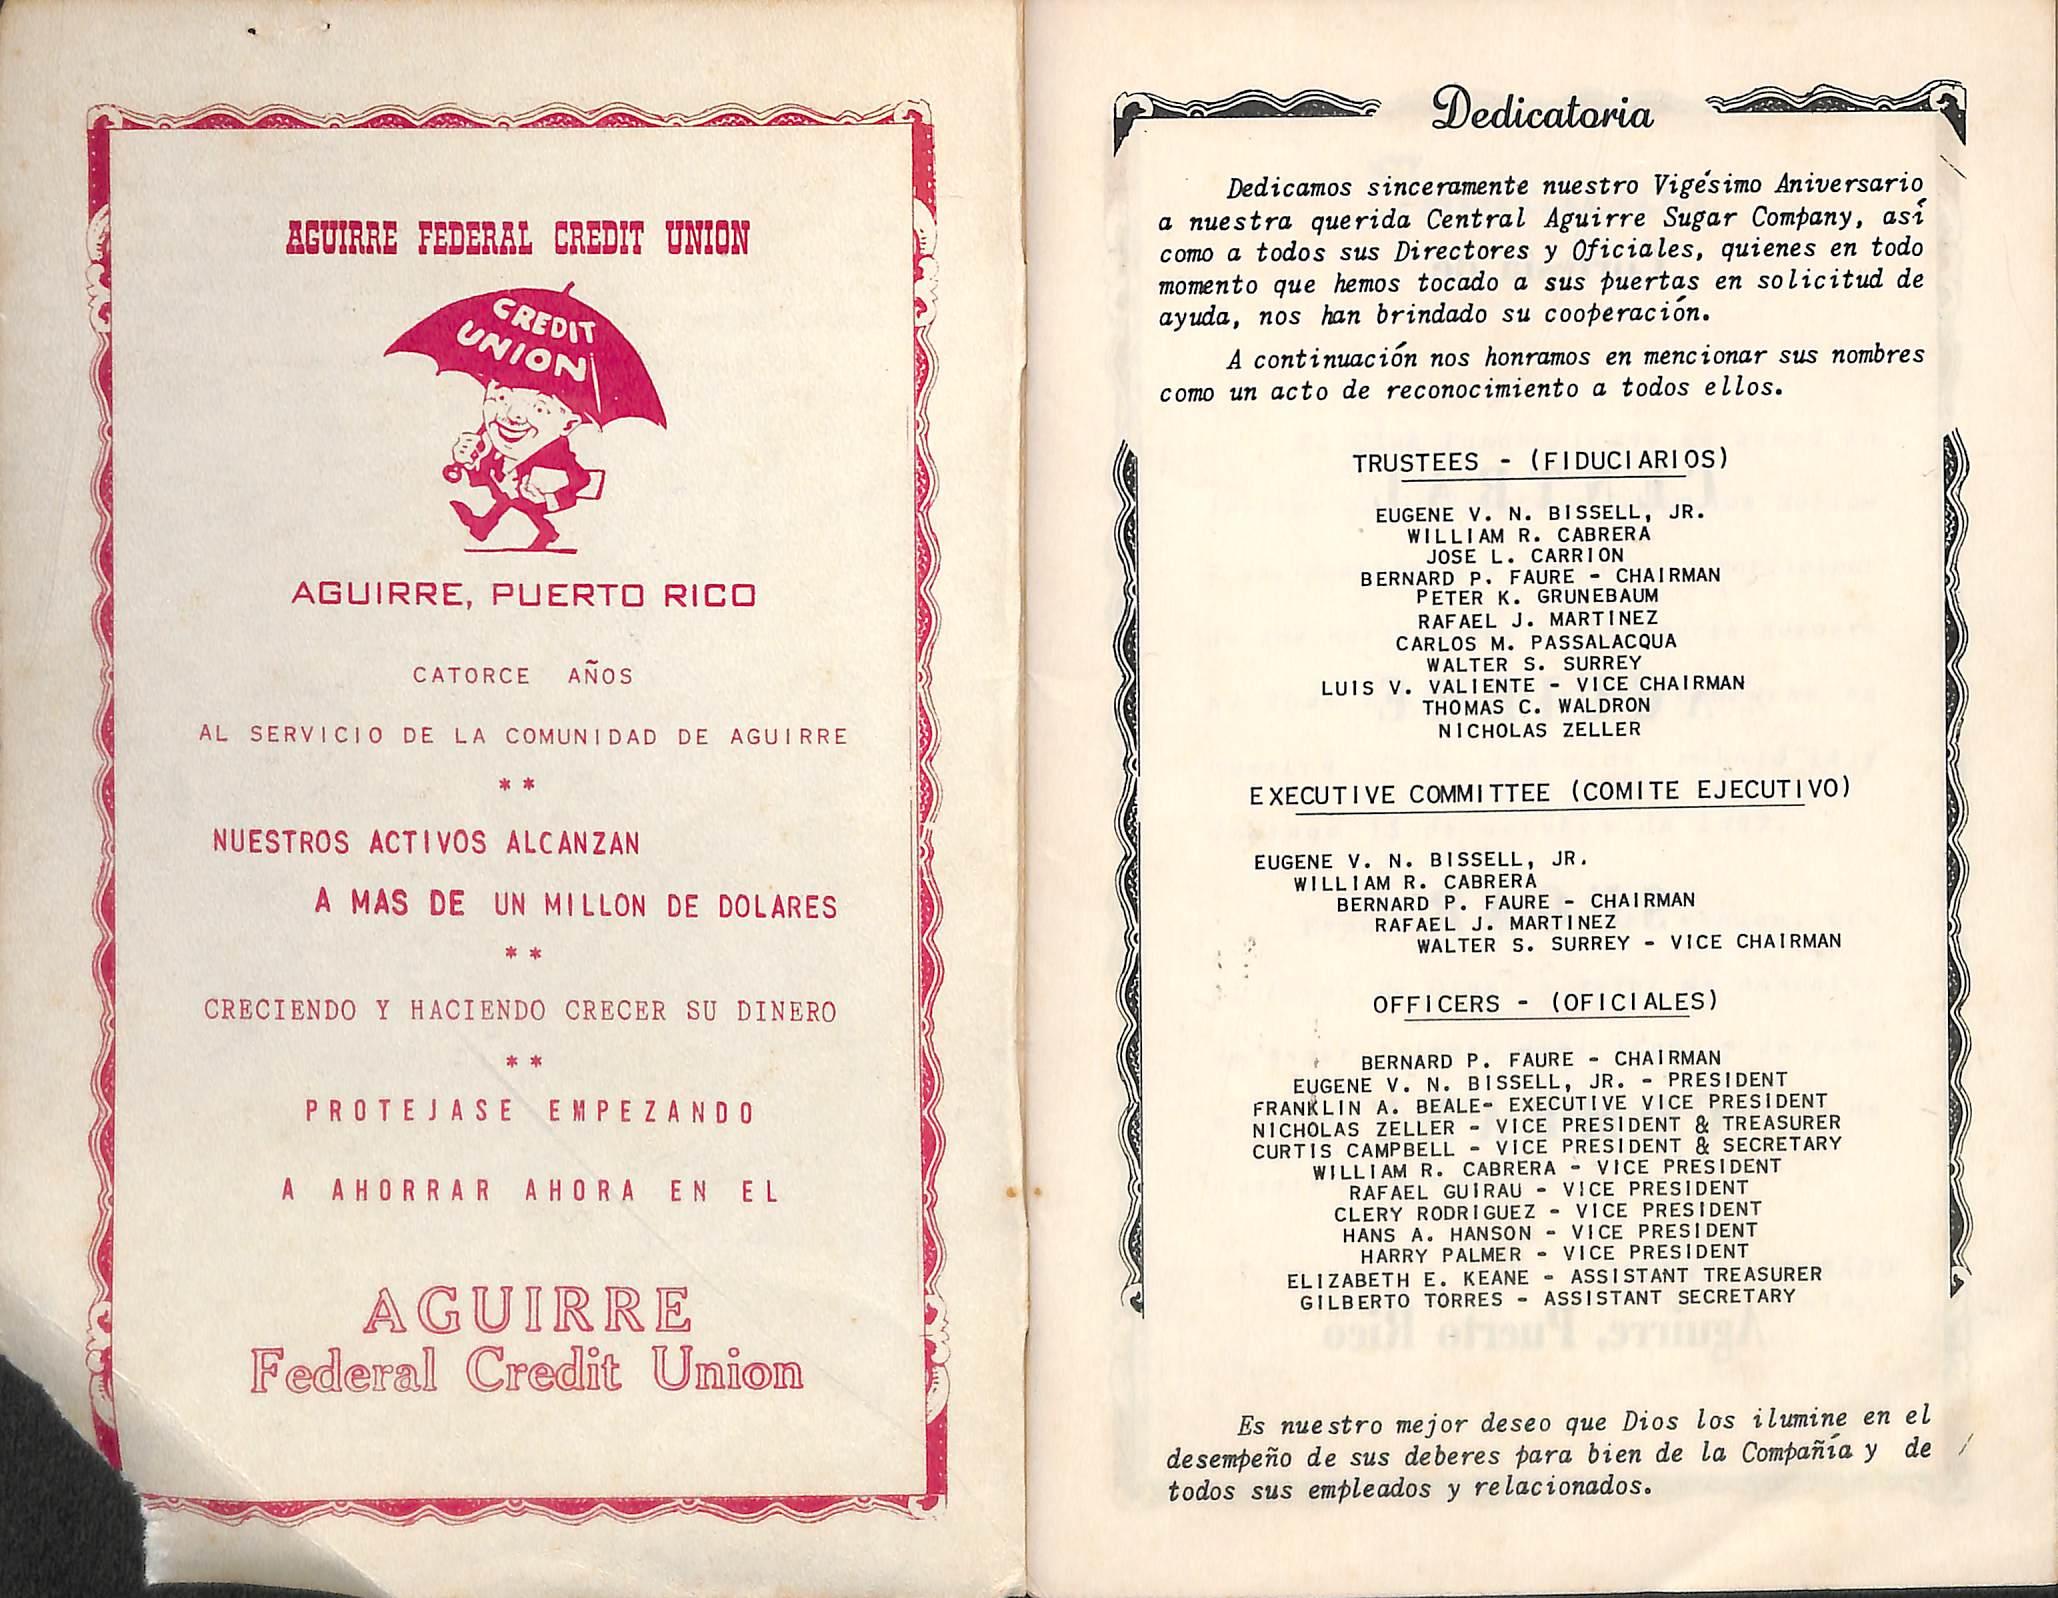 AGUIRRE FEDERAL CREDIT UNION
CREDIT
UNION
AGUIRRE, PUERTO RICO
CATORCE AÑOS
AL SERVICIO DE LA COMUNIDAD DE AGUIRRE
**
NUESTROS ACTIVOS ALCANZAN
A MAS DE UN MILLON DE DOLARES
**
CRECIENDO Y HACIENDO CRECER SU DINERO
**
PROTEJASE EMPEZANDO
A AHORRAR AHORA EN EL
AGUIRRE
Federal Credit Union
Dedicatoria
Dedicamos sinceramente nuestro Vigésimo Aniversario
a nuestra querida Central Aguirre Sugar Company, así
como a todos sus Directores y Oficiales, quienes en todo
momento que hemos tocado a sus puertas en solicitud de
ayuda, nos han brindado su cooperación.
A continuación nos honramos en mencionar sus nombres
como un acto de reconocimiento a todos ellos.
TRUSTEES - (FIDUCIARIOS)
EUGENE V. N. BISSELL, JR.
WILLIAM R. CABRERA
JOSE L. CARRION
BERNARD P. FAURE - CHAIRMAN
PETER K. GRUNEBAUM
RAFAEL J. MARTINEZ
CARLOS M. PASSALACQUA
WALTER S. SURREY
LUIS V. VALIENTE - VICE CHAIRMAN
THOMAS C. WALDRON
NICHOLAS ZELLER
EXECUTIVE COMMITTEE (COMITE EJECUTIVO)
EUGENE V. N. BISSELL, JR.
WILLIAM R. CABRERA
BERNARD P. FAURE - CHAIRMAN
RAFAEL J. MARTINEZ
WALTER S. SURREY - VICE CHAIRMAN
OFFICERS - (OFICIALES)
BERNARD P. FAURE - CHAIRMAN
EUGENE V. N. BISSELL, JR. - PRESIDENT
FRANKLIN A. BEALE- EXECUTIVE VICE PRESIDENT
NICHOLAS ZELLER - VICE PRESIDENT & TREASURER
CURTIS CAMPBELL - VICE PRESIDENT & SECRETARY
WILLIAM R. CABRERA - VICE PRESIDENT
RAFAEL GUIRAU - VICE PRESIDENT
CLERY RODRIGUEZ - VICE PRESIDENT
HANS A. HANSON - VICE PRESIDENT
HARRY PALMER - VICE PRESIDENT
ELIZABETH E. KEANE - ASSISTANT TREASURER
GILBERTO TORRES - ASSISTANT SECRETARY
Es nuestro mejor deseo que Dios los ilumine en el
desempeño de sus deberes para bien de la Compañía y de
todos sus empleados y relacionados.